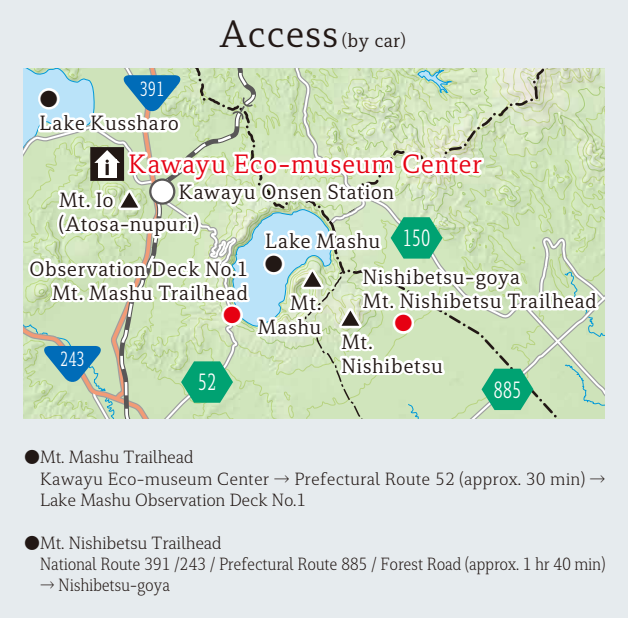 Access (by car)
391
Lake Kussharo
Kawayu Eco-museum Center
Mt. Io
(Atosa-nupuri)
Kawayu Onsen Station
Lake Mashu
150
Observation Deck No.1
Mt. Mashu Trailhead
Mt.
Mashu
Nishibetsu-goya
Mt. Nishibetsu Trailhead
Mt.
Nishibetsu
243
52
885
●Mt. Mashu Trailhead
Kawayu Eco-museum Center → Prefectural Route 52 (approx. 30 min) →
Lake Mashu Observation Deck No.1
●Mt. Nishibetsu Trailhead
National Route 391 /243 / Prefectural Route 885 / Forest Road (approx. 1 hr 40 min)
→ Nishibetsu-goya